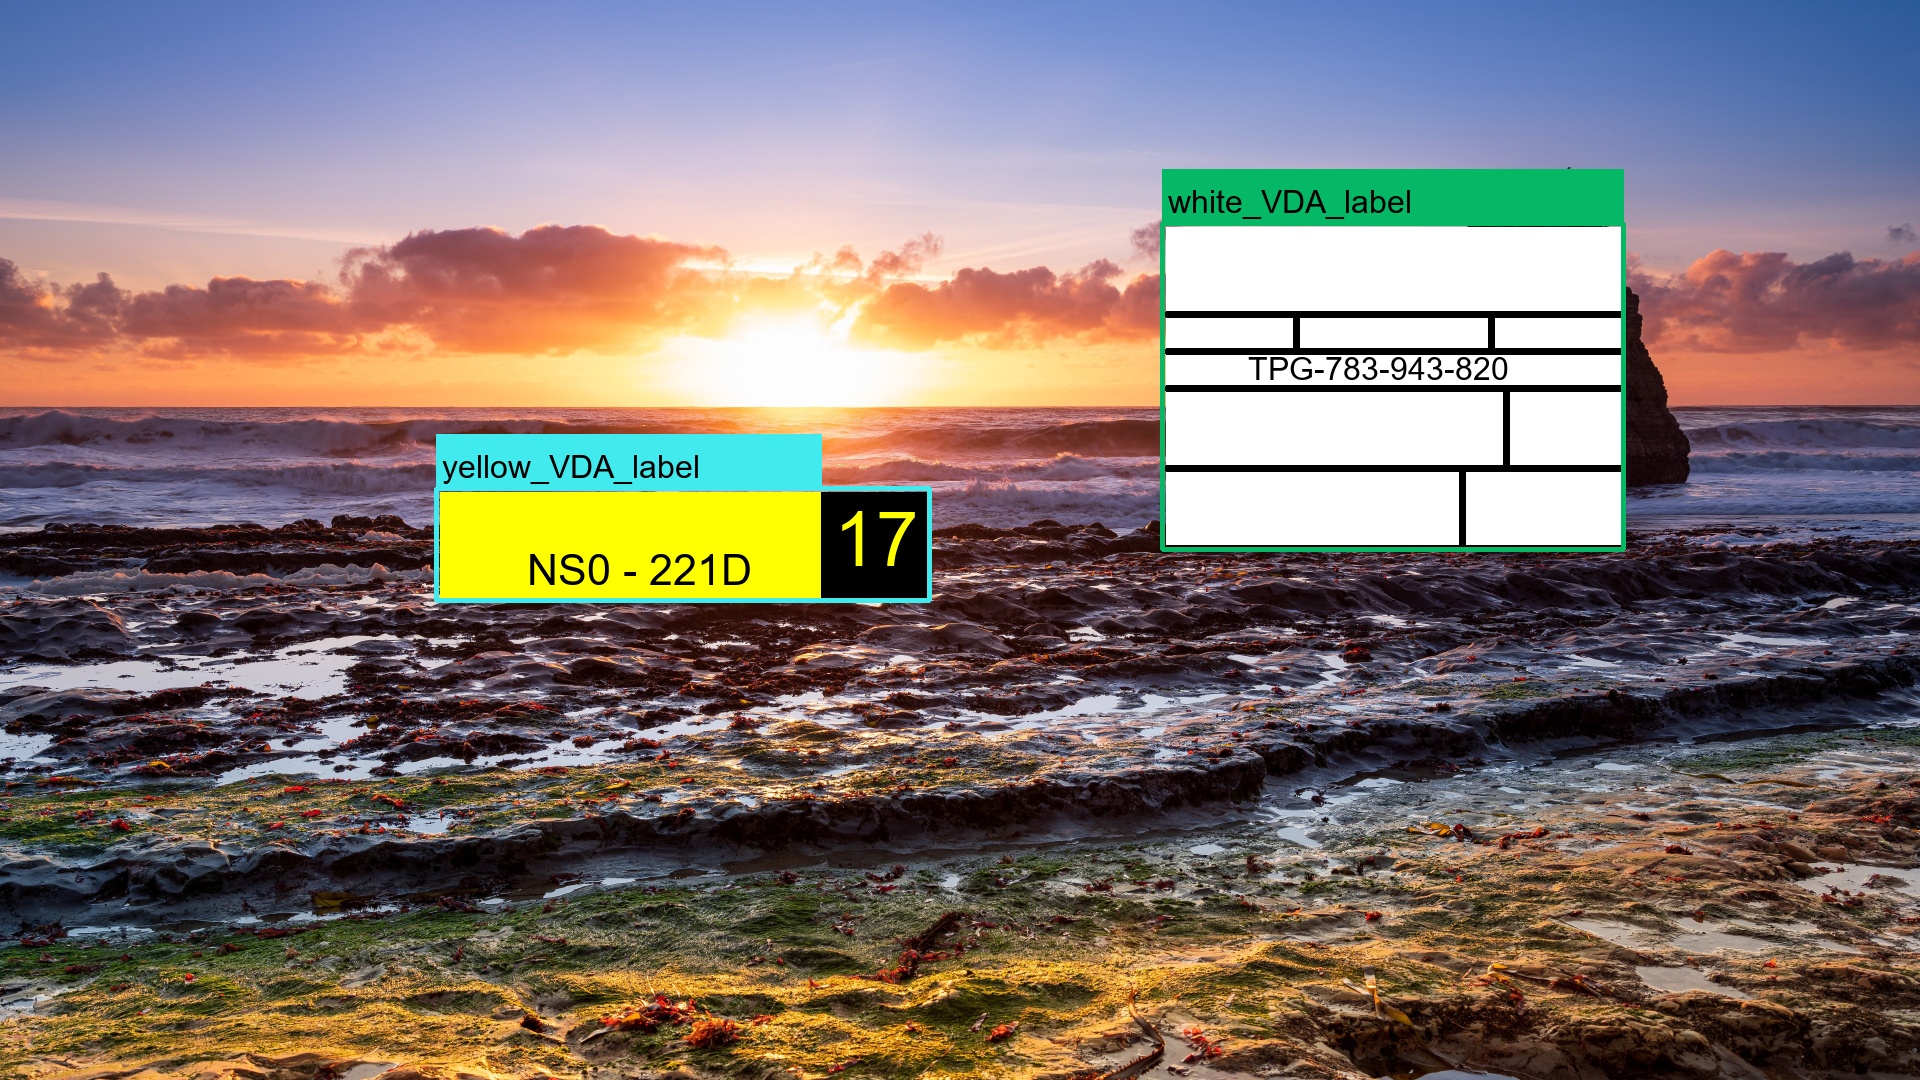 white_VDA_label
TPG-783-943-820
yellow_VDA_label
NS0 - 221D
17